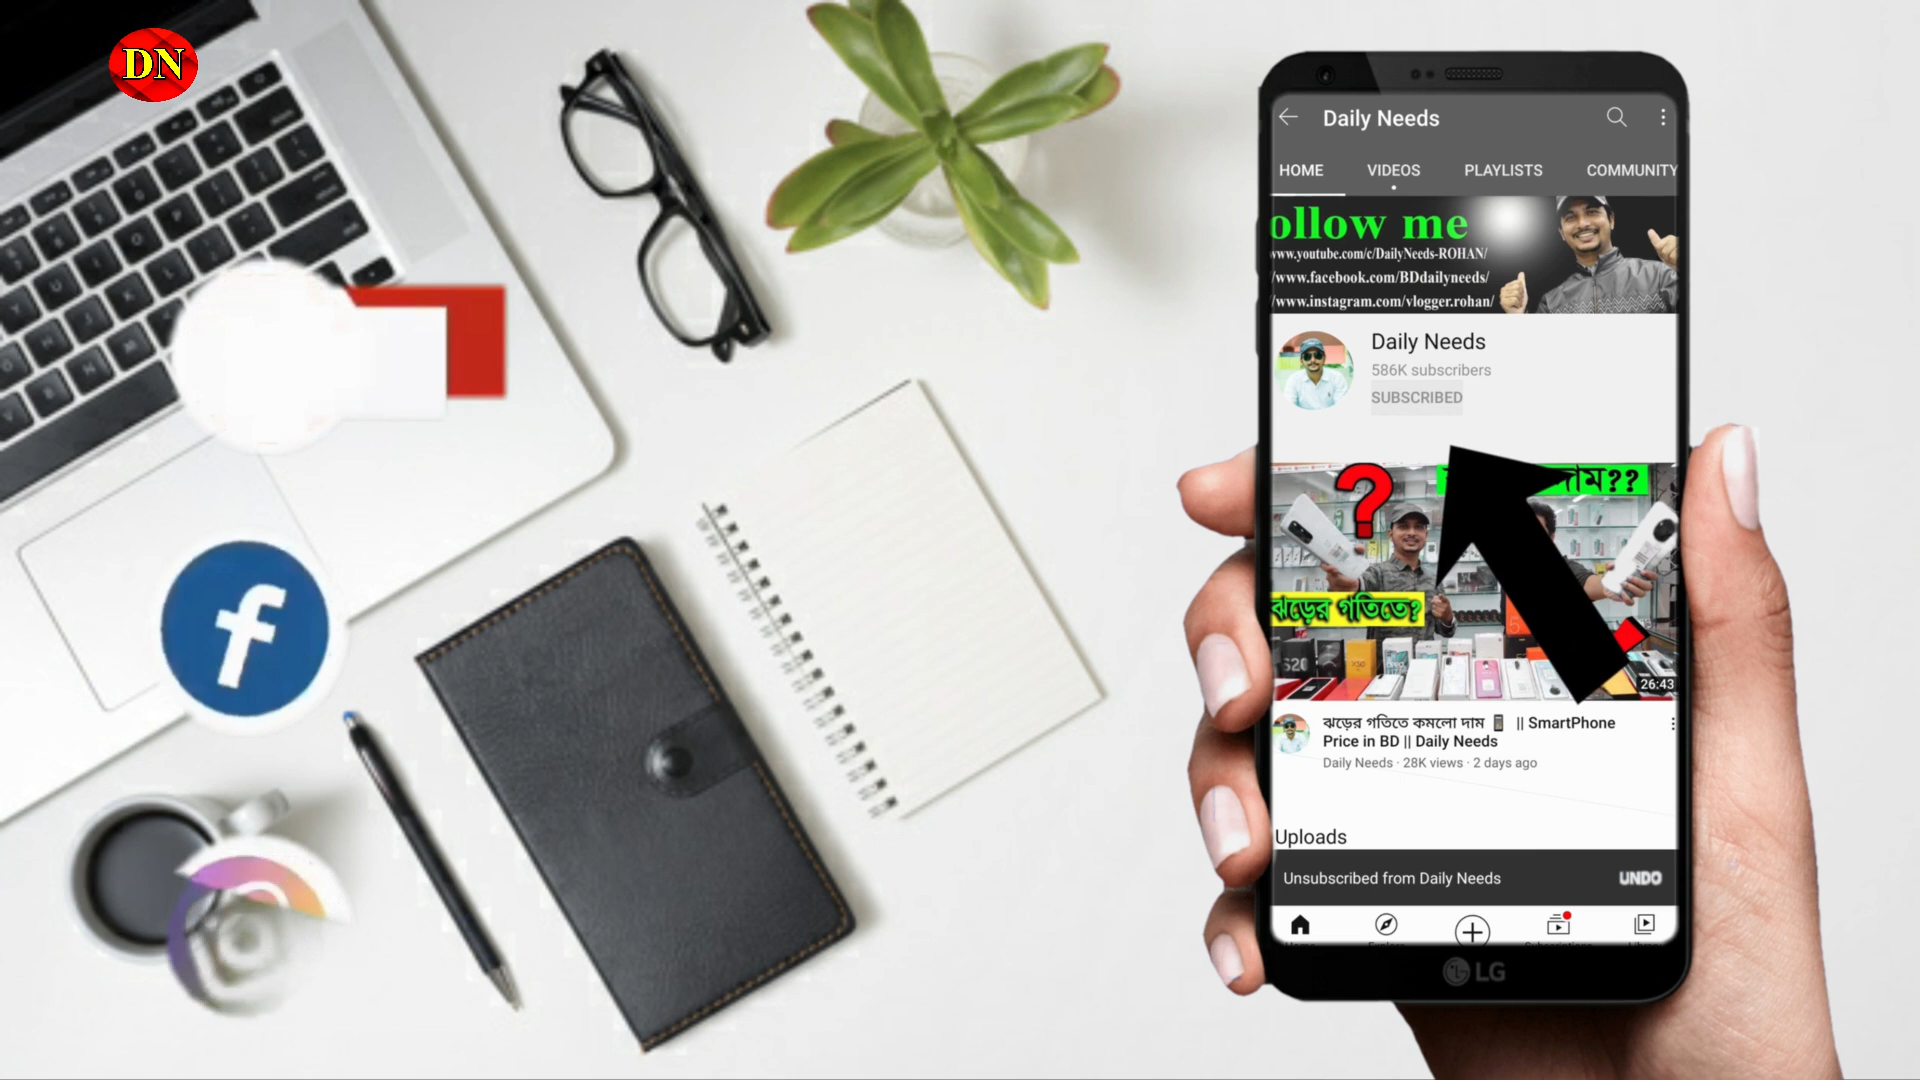 DN
Daily Needs
HOME VIDEOS PLAYLISTS COMMUNITY
ollow me
www.youtube.com/c/DailyNeeds-ROHAN/
/www.facebook.com/BDdailyneeds/
/www.instagram.com/vlogger.rohan/
Daily Needs
586K subscribers
SUBSCRIBED
? দাম??
ঝড়ের গতিতে?
S20
26:43
ঝড়ের গতিতে কমলো দাম 📱 || SmartPhone
Price in BD || Daily Needs
Daily Needs · 28K views · 2 days ago
Uploads
Unsubscribed from Daily Needs UNDO
LG
f